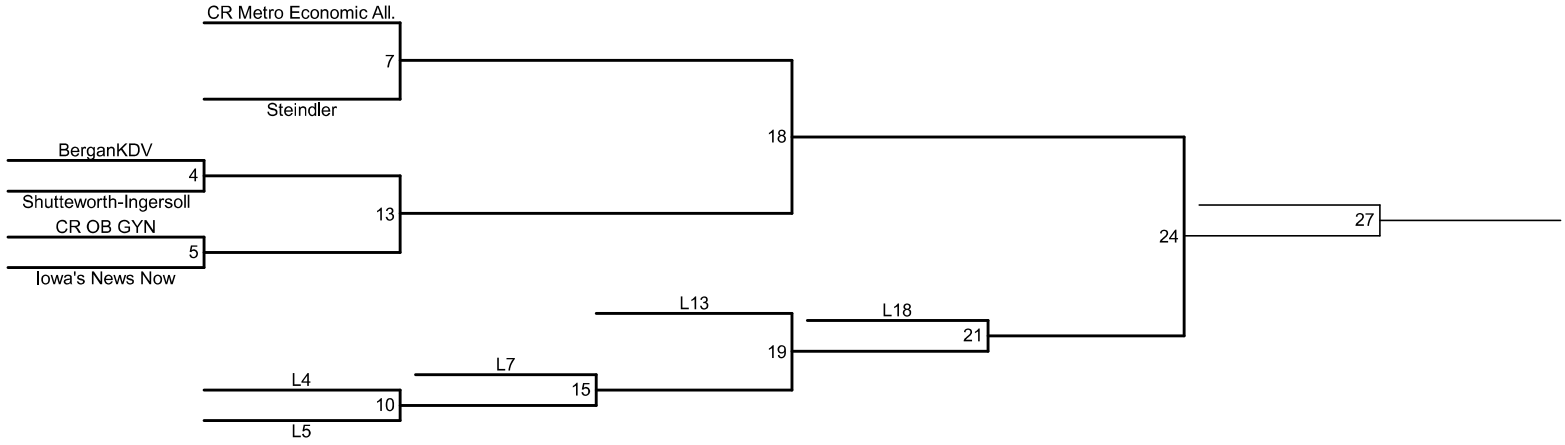 CR Metro Economic All.
7
Steindler
18
BerganKDV
4
Shutteworth-Ingersoll
13
CR OB GYN
5
Iowa's News Now
24
27
L13
L18
21
19
L7
15
L4
10
L5